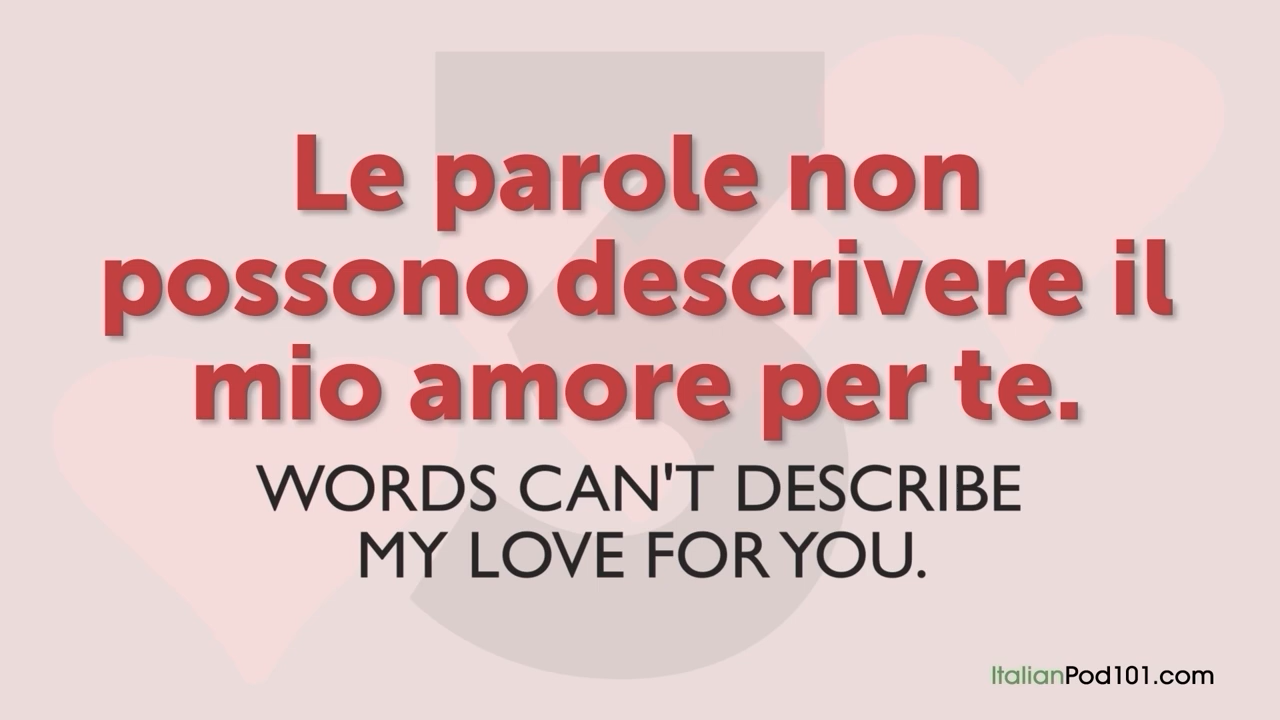 3
Le parole non
possono descrivere il
mio amore per te.
WORDS CAN'T DESCRIBE
MY LOVE FOR YOU.
ItalianPod101.com